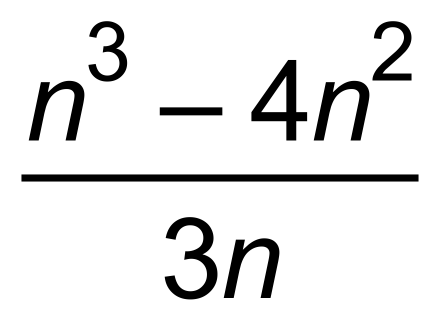 n³ – 4n²
3n